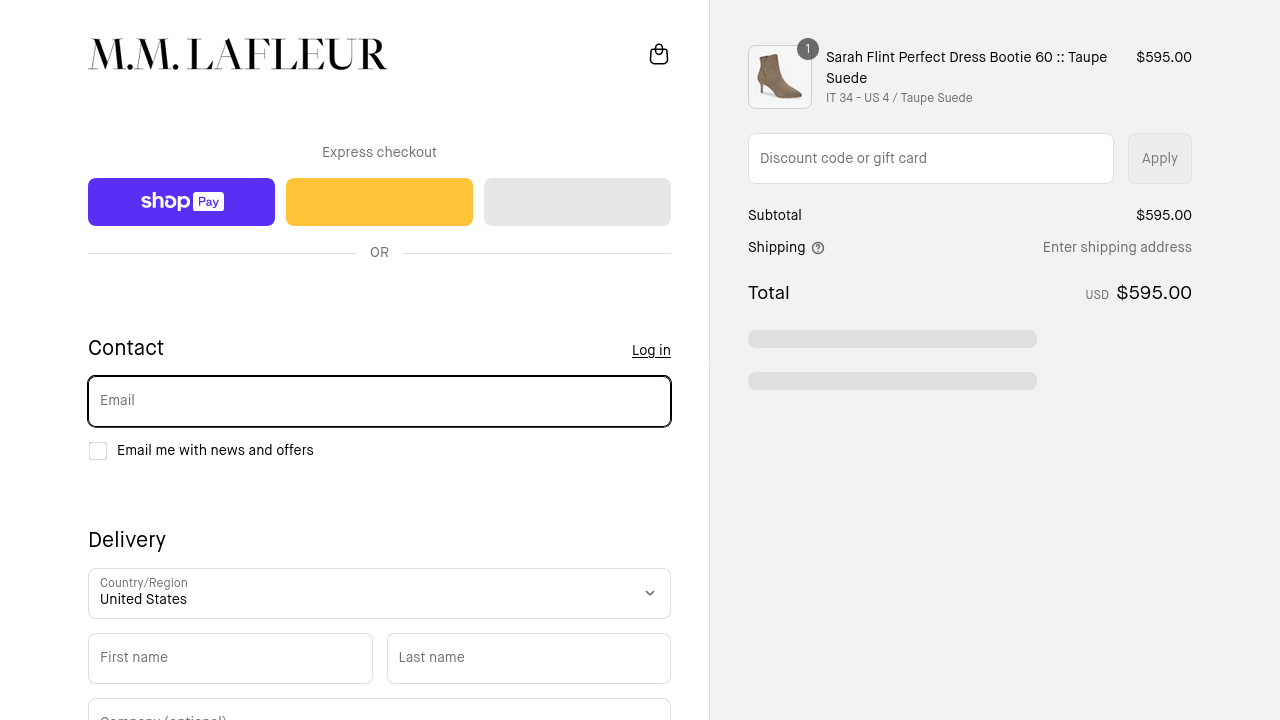 M.M. LAFLEUR
Express checkout
shop Pay
OR
Contact
Log in
Email
Email me with news and offers
Delivery
Country/Region
United States
First name
Last name
Company (optional)
1
Sarah Flint Perfect Dress Bootie 60 :: Taupe
Suede
$595.00
IT 34 - US 4 / Taupe Suede
Discount code or gift card
Apply
Subtotal
$595.00
Shipping
Enter shipping address
Total
USD $595.00